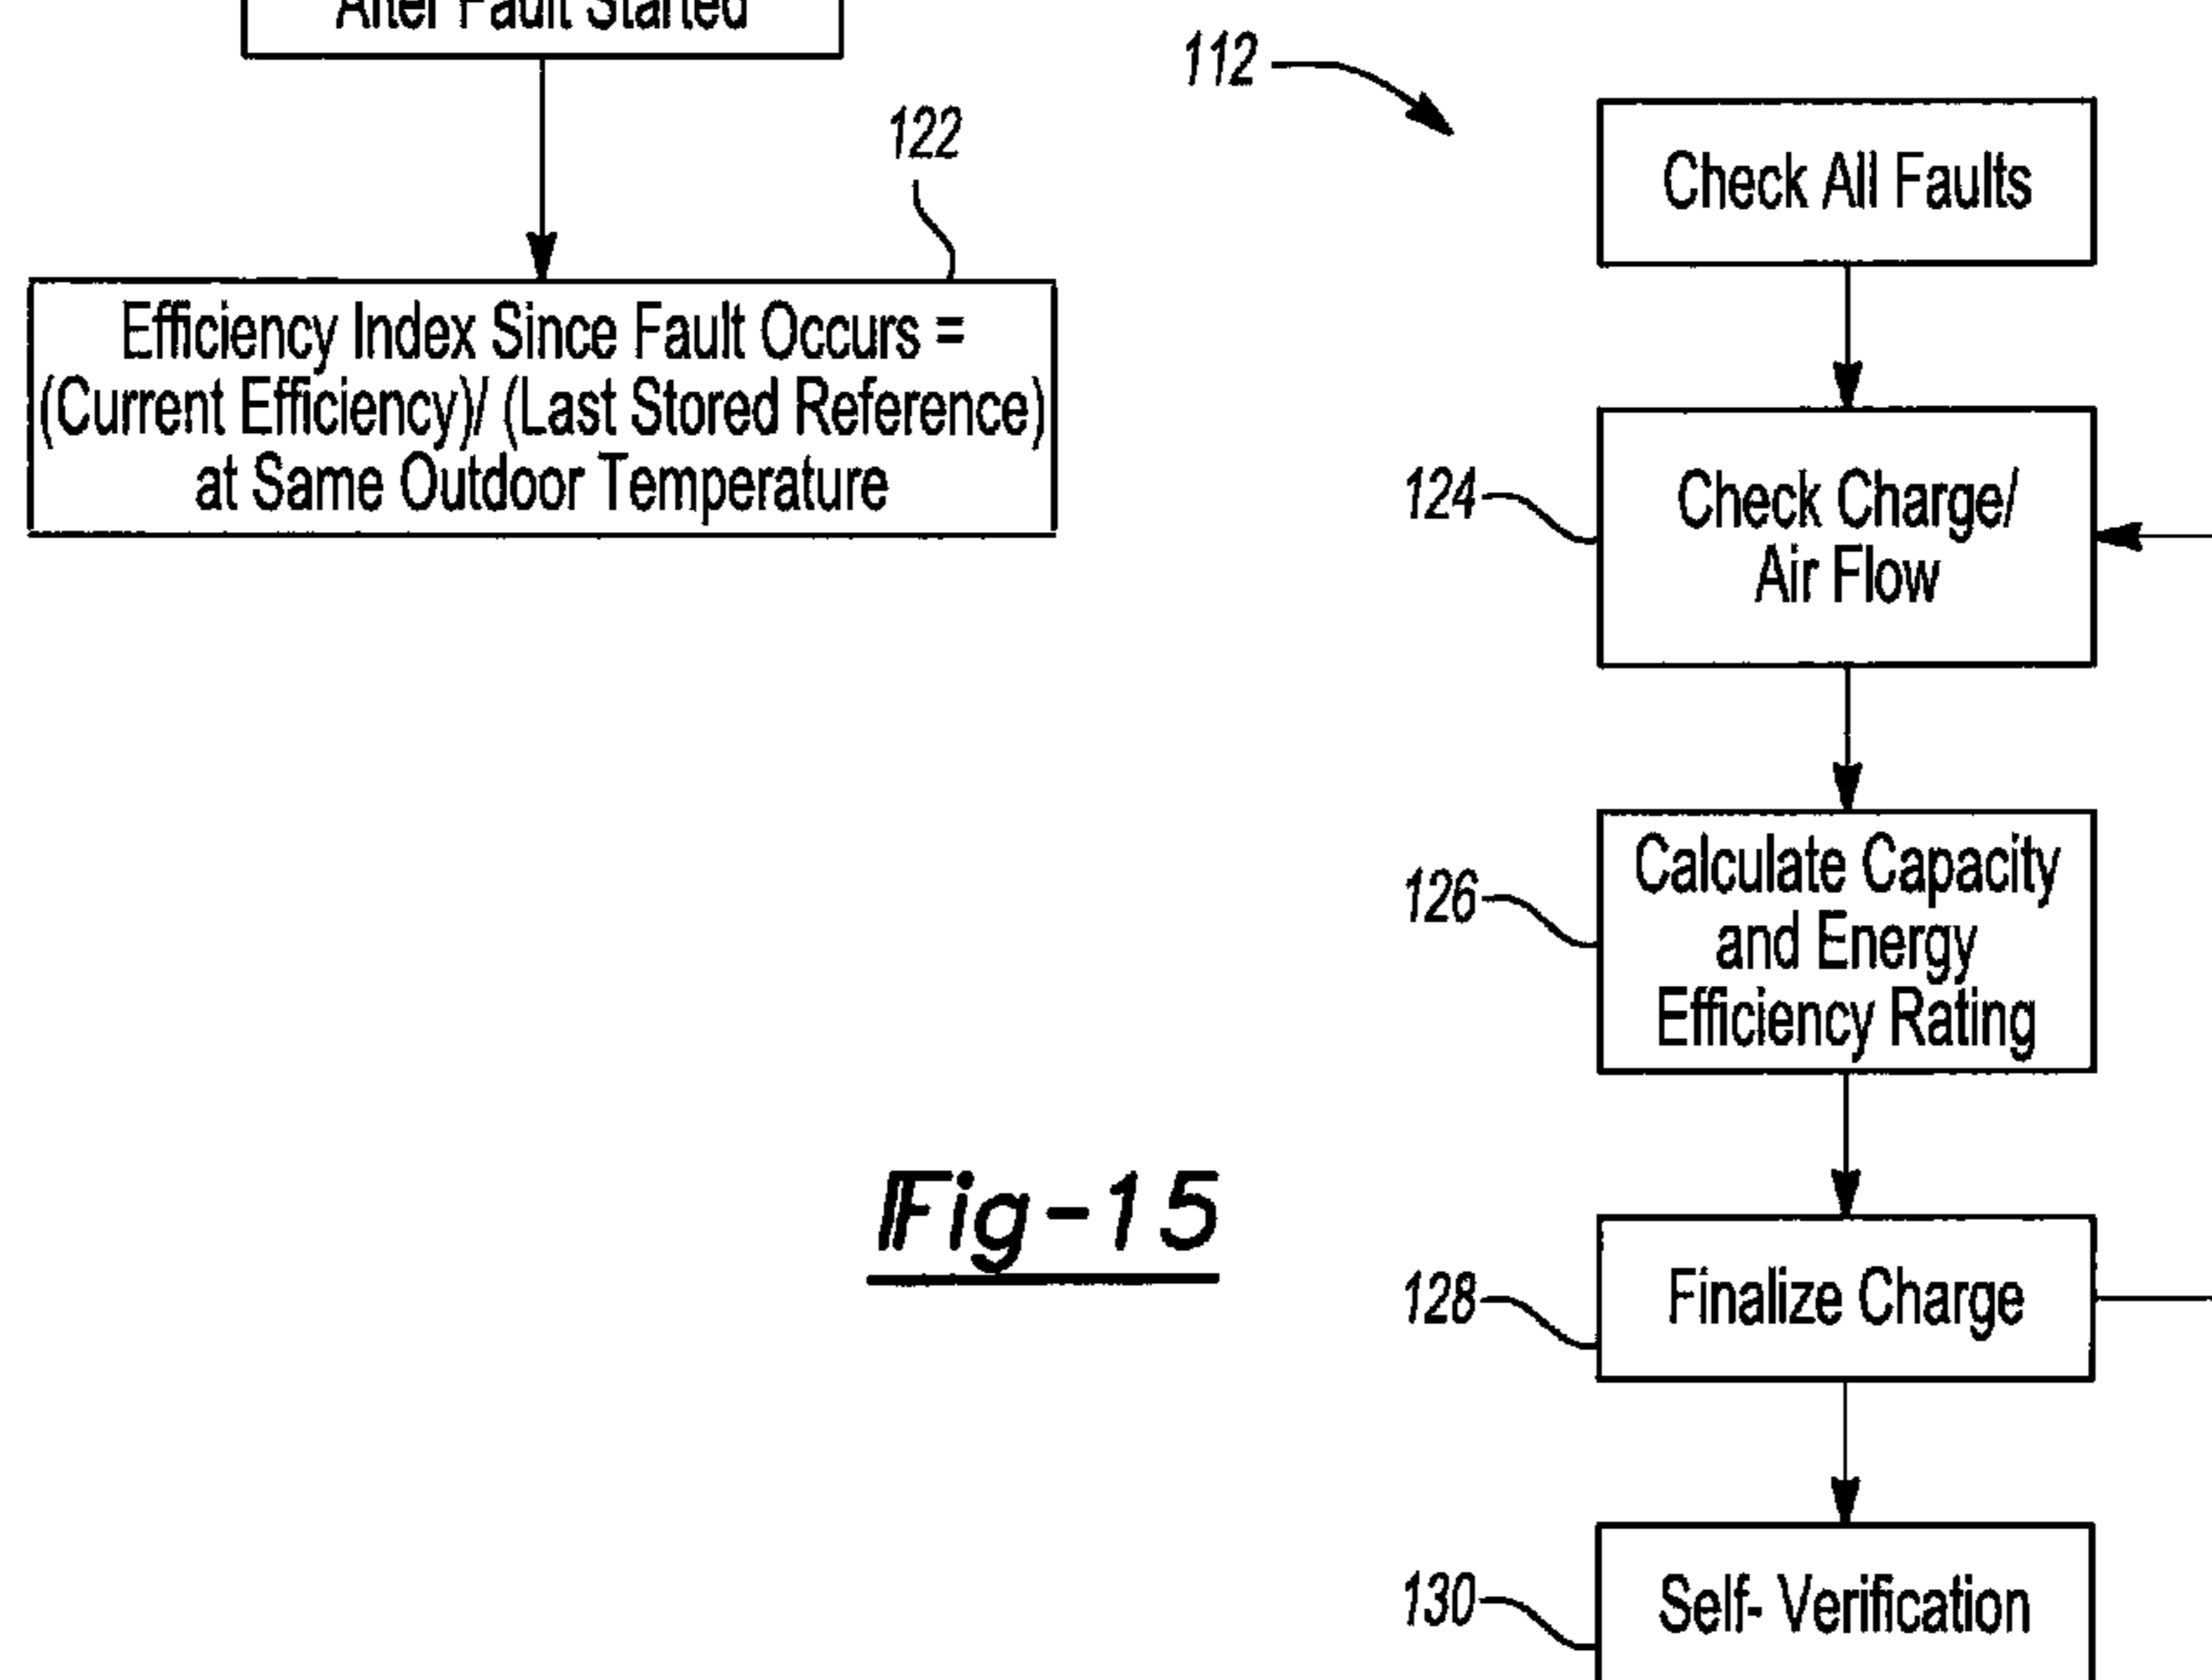 After Fault Started
122
Efficiency Index Since Fault Occurs =
(Current Efficiency)/ (Last Stored Reference)
at Same Outdoor Temperature
112
Check All Faults
124
Check Charge/
Air Flow
126
Calculate Capacity
and Energy
Efficiency Rating
128
Finalize Charge
130
Self- Verification
Fig-15